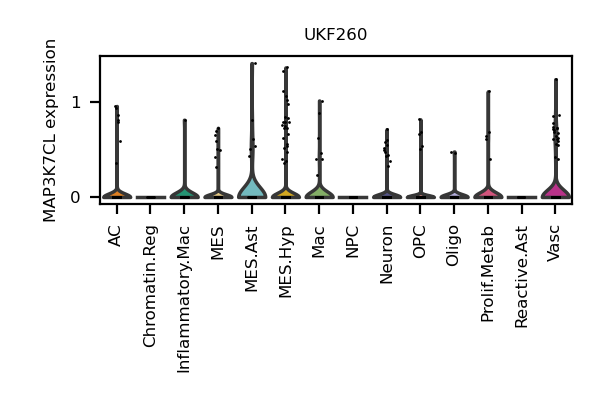 UKF260
MAP3K7CL expression
1
0
AC
Chromatin.Reg
Inflammatory.Mac
MES
MES.Ast
MES.Hyp
Mac
NPC
Neuron
OPC
Oligo
Prolif.Metab
Reactive.Ast
Vasc